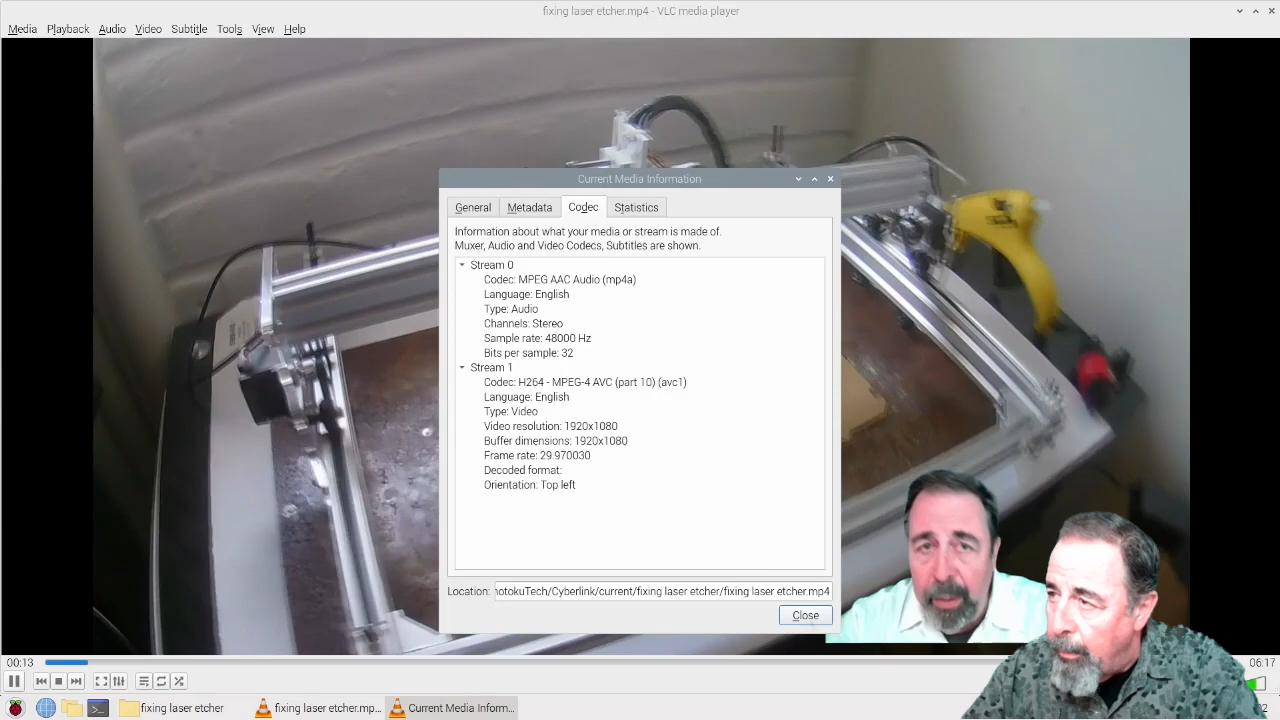 fixing laser etcher.mp4 - VLC media player
Media Playback Audio Video Subtitle Tools View Help
Current Media Information
General Metadata Codec Statistics
Information about what your media or stream is made of.
Muxer, Audio and Video Codecs, Subtitles are shown.
Stream 0
Codec: MPEG AAC Audio (mp4a)
Language: English
Type: Audio
Channels: Stereo
Sample rate: 48000 Hz
Bits per sample: 32
Stream 1
Codec: H264 - MPEG-4 AVC (part 10) (avc1)
Language: English
Type: Video
Video resolution: 1920x1080
Buffer dimensions: 1920x1080
Frame rate: 29.970030
Decoded format:
Orientation: Top left
Location: otokuTech/Cyberlink/current/fixing laser etcher/fixing laser etcher.mp4
Close
00:13 06:17
fixing laser etcher fixing laser etcher.mp... Current Media Inform...